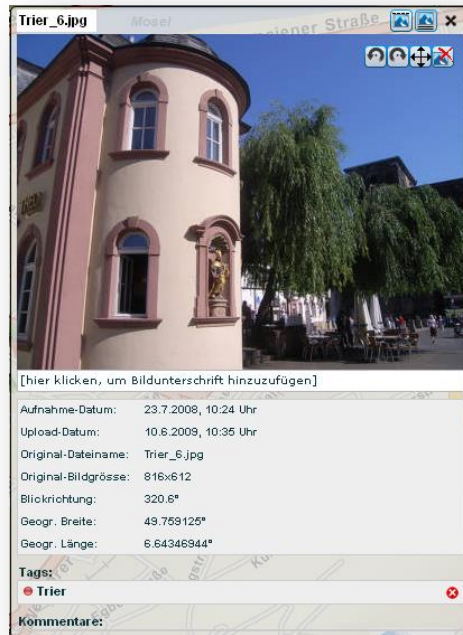 Trier_6.jpg
Mosel
iener Straße
[hier klicken, um Bildunterschrift hinzuzufügen]
Aufnahme-Datum: 23.7.2008, 10:24 Uhr
Upload-Datum: 10.6.2009, 10:35 Uhr
Original-Dateiname: Trier_6.jpg
Original-Bildgrösse: 816x612
Blickrichtung: 320.6°
Geogr. Breite: 49.759125°
Geogr. Länge: 6.64346944°
Tags:
Trier
Kommentare: